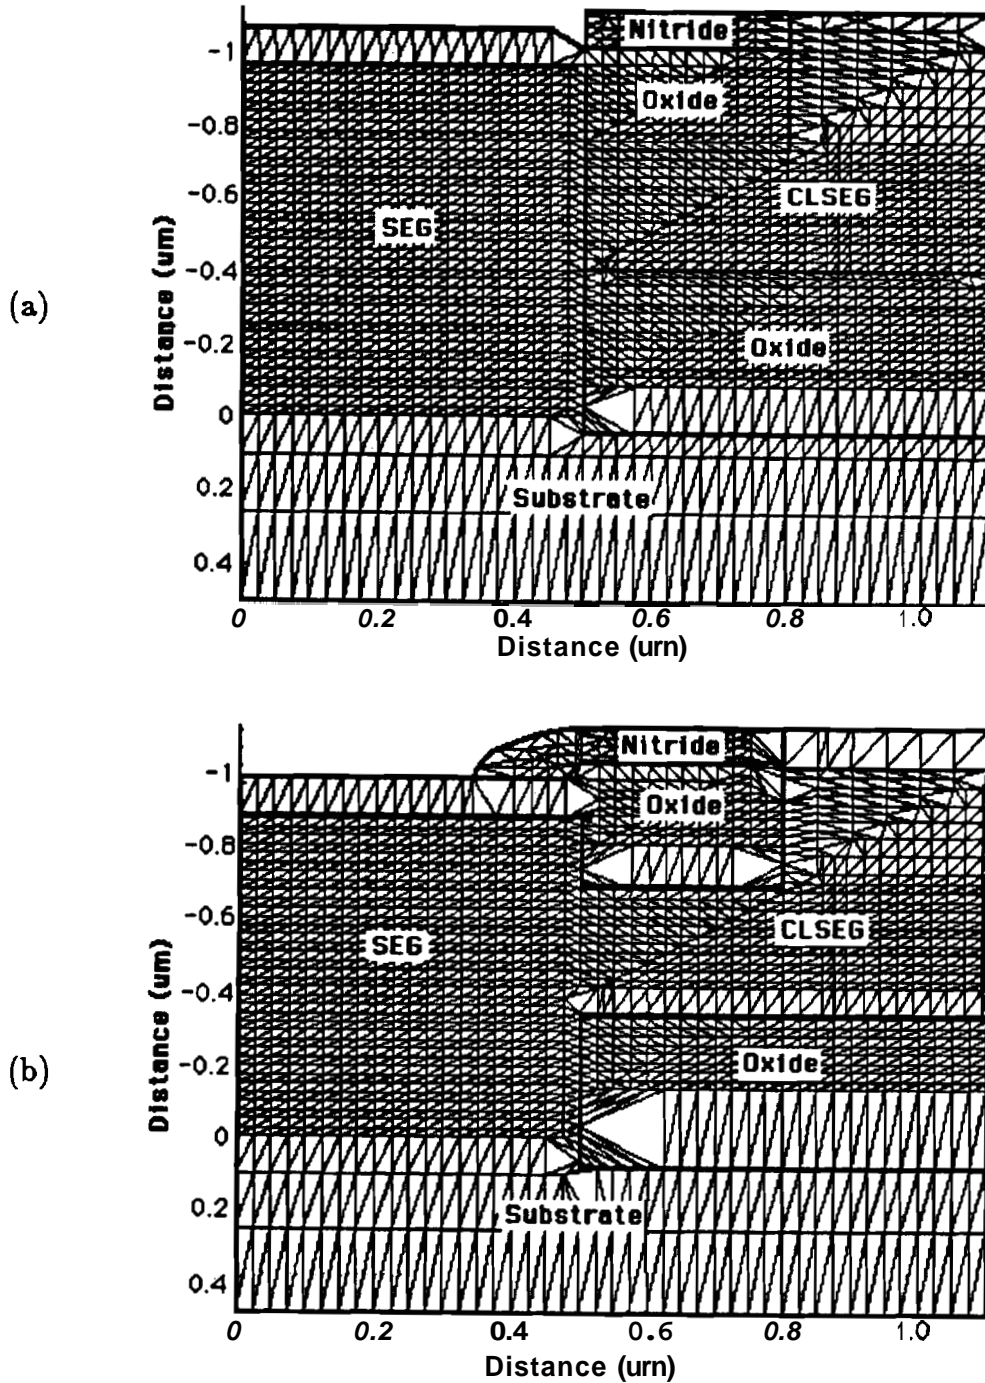 (a)
Distance (um)
-1
-0.8
-0.6
-0.4
-0.2
0
0.2
0.4
Nitride
Oxide
CLSEG
SEG
Oxide
Substrate
0 0.2 0.4 0.6 0.8 1.0
Distance (urn)
(b)
Distance (um)
-1
-0.8
-0.6
-0.4
-0.2
0
0.2
0.4
Nitride
Oxide
CLSEG
SEG
Oxide
Substrate
0 0.2 0.4 0.6 0.8 1.0
Distance (urn)